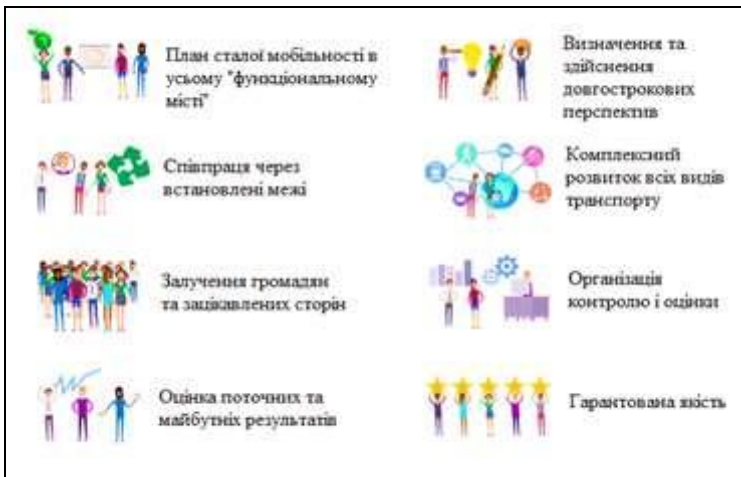 План сталої мобільності в
усьому "функціональному
місті"
Співпраця через
встановлені межі
Залучення громадян
та зацікавлених сторін
Оцінка поточних та
майбутніх результатів
Визначення та
здійснення
довгострокових
перспектив
Комплексний
розвиток всіх видів
транспорту
Організація
контролю і оцінки
Гарантована якість